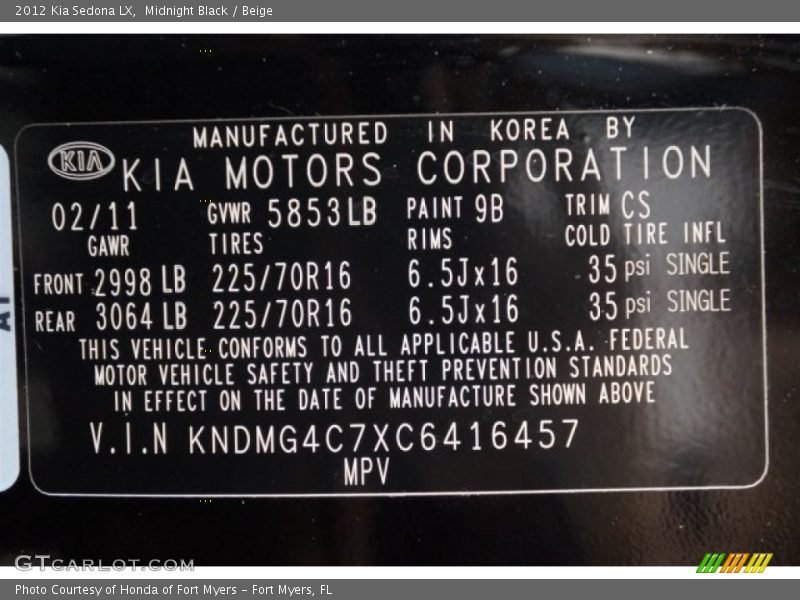 2012 Kia Sedona LX,  Midnight Black / Beige
MANUFACTURED IN KOREA BY
KIA KIA MOTORS CORPORATION
02/11 GVWR 5853LB PAINT 9B TRIM CS
GAWR TIRES RIMS COLD TIRE INFL
FRONT 2998 LB 225/70R16 6.5Jx16 35 psi SINGLE
REAR 3064 LB 225/70R16 6.5Jx16 35 psi SINGLE
THIS VEHICLE CONFORMS TO ALL APPLICABLE U.S.A. FEDERAL
MOTOR VEHICLE SAFETY AND THEFT PREVENTION STANDARDS
IN EFFECT ON THE DATE OF MANUFACTURE SHOWN ABOVE
V.I.N KNDMG4C7XC6416457
MPV
GTcarlot.com
Photo Courtesy of Honda of Fort Myers - Fort Myers, FL